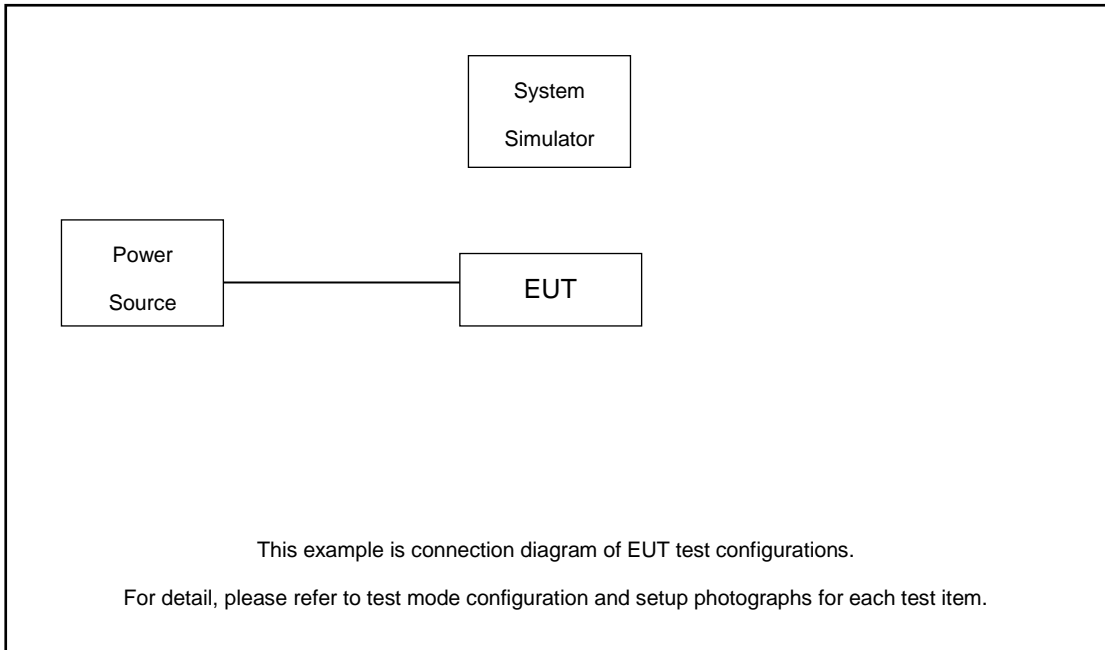 System
Simulator
Power
Source
EUT
This example is connection diagram of EUT test configurations.
For detail, please refer to test mode configuration and setup photographs for each test item.